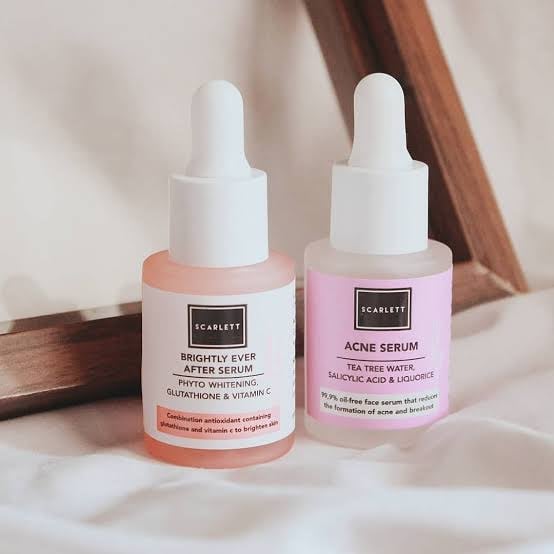 SCARLETT
BRIGHTLY EVER
AFTER SERUM
PHYTO WHITENING,
GLUTATHIONE & VITAMIN C
Combination antioxidant containing
glutathione and vitamin c to brighten skin
SCARLETT
ACNE SERUM
TEA TREE WATER,
SALICYLIC ACID & LIQUORICE
99,9% oil-free face serum that reduces
the formation of acne and breakout